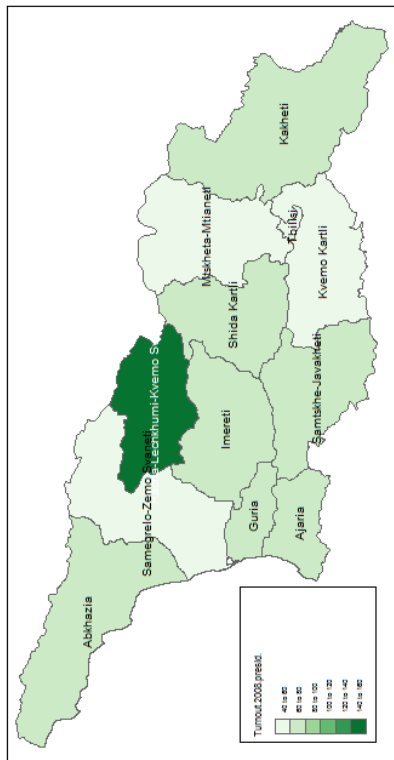 Abkhazia
Samegrelo-Zemo Svaneti
-Lechkhumi-Kvemo S
Mtskheta-Mtianeti
Kakheti
Shida Kartli
Imereti
Guria
Ajaria
Samtskhe-Javakheti
Tbilisi
Kvemo Kartli
Turnout.2008.presid.
40 to 60
60 to 80
80 to 100
100 to 120
120 to 140
140 to 160